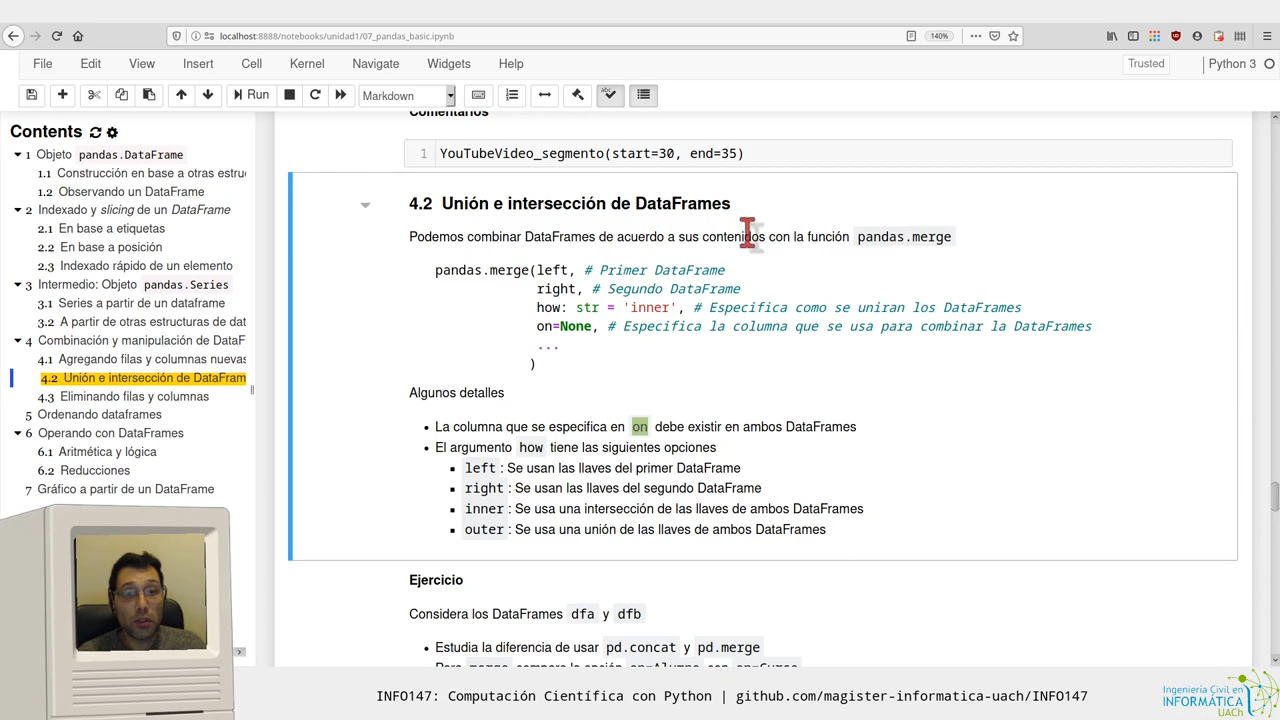 localhost:8888/notebooks/unidad1/07_pandas_basic.ipynb
140%
File Edit View Insert Cell Kernel Navigate Widgets Help
Trusted
Python 3
Run
Markdown
Contents
1 Objeto pandas.DataFrame
1.1 Construcción en base a otras estru
1.2 Observando un DataFrame
2 Indexado y slicing de un DataFrame
2.1 En base a etiquetas
2.2 En base a posición
2.3 Indexado rápido de un elemento
3 Intermedio: Objeto pandas.Series
3.1 Series a partir de un dataframe
3.2 A partir de otras estructuras de dat
4 Combinación y manipulación de DataF
4.1 Agregando filas y columnas nuevas
4.2 Unión e intersección de DataFram
4.3 Eliminando filas y columnas
5 Ordenando dataframes
6 Operando con DataFrames
6.1 Aritmética y lógica
6.2 Reducciones
7 Gráfico a partir de un DataFrame
Comentarios
1 YouTubeVideo_segmento(start=30, end=35)
4.2 Unión e intersección de DataFrames
Podemos combinar DataFrames de acuerdo a sus contenidos con la función pandas.merge
pandas.merge(left, # Primer DataFrame
right, # Segundo DataFrame
how: str = 'inner', # Especifica como se uniran los DataFrames
on=None, # Especifica la columna que se usa para combinar la DataFrames
...
)
Algunos detalles
• La columna que se especifica en on debe existir en ambos DataFrames
• El argumento how tiene las siguientes opciones
▪ left : Se usan las llaves del primer DataFrame
▪ right : Se usan las llaves del segundo DataFrame
▪ inner : Se usa una intersección de las llaves de ambos DataFrames
▪ outer : Se usa una unión de las llaves de ambos DataFrames
Ejercicio
Considera los DataFrames dfa y dfb
• Estudia la diferencia de usar pd.concat y pd.merge
Para merge compare la opción on=Alumno con on=Curso
INFO147: Computación Científica con Python | github.com/magister-informatica-uach/INFO147
Ingeniería Civil en
INFORMÁTICA
UACh